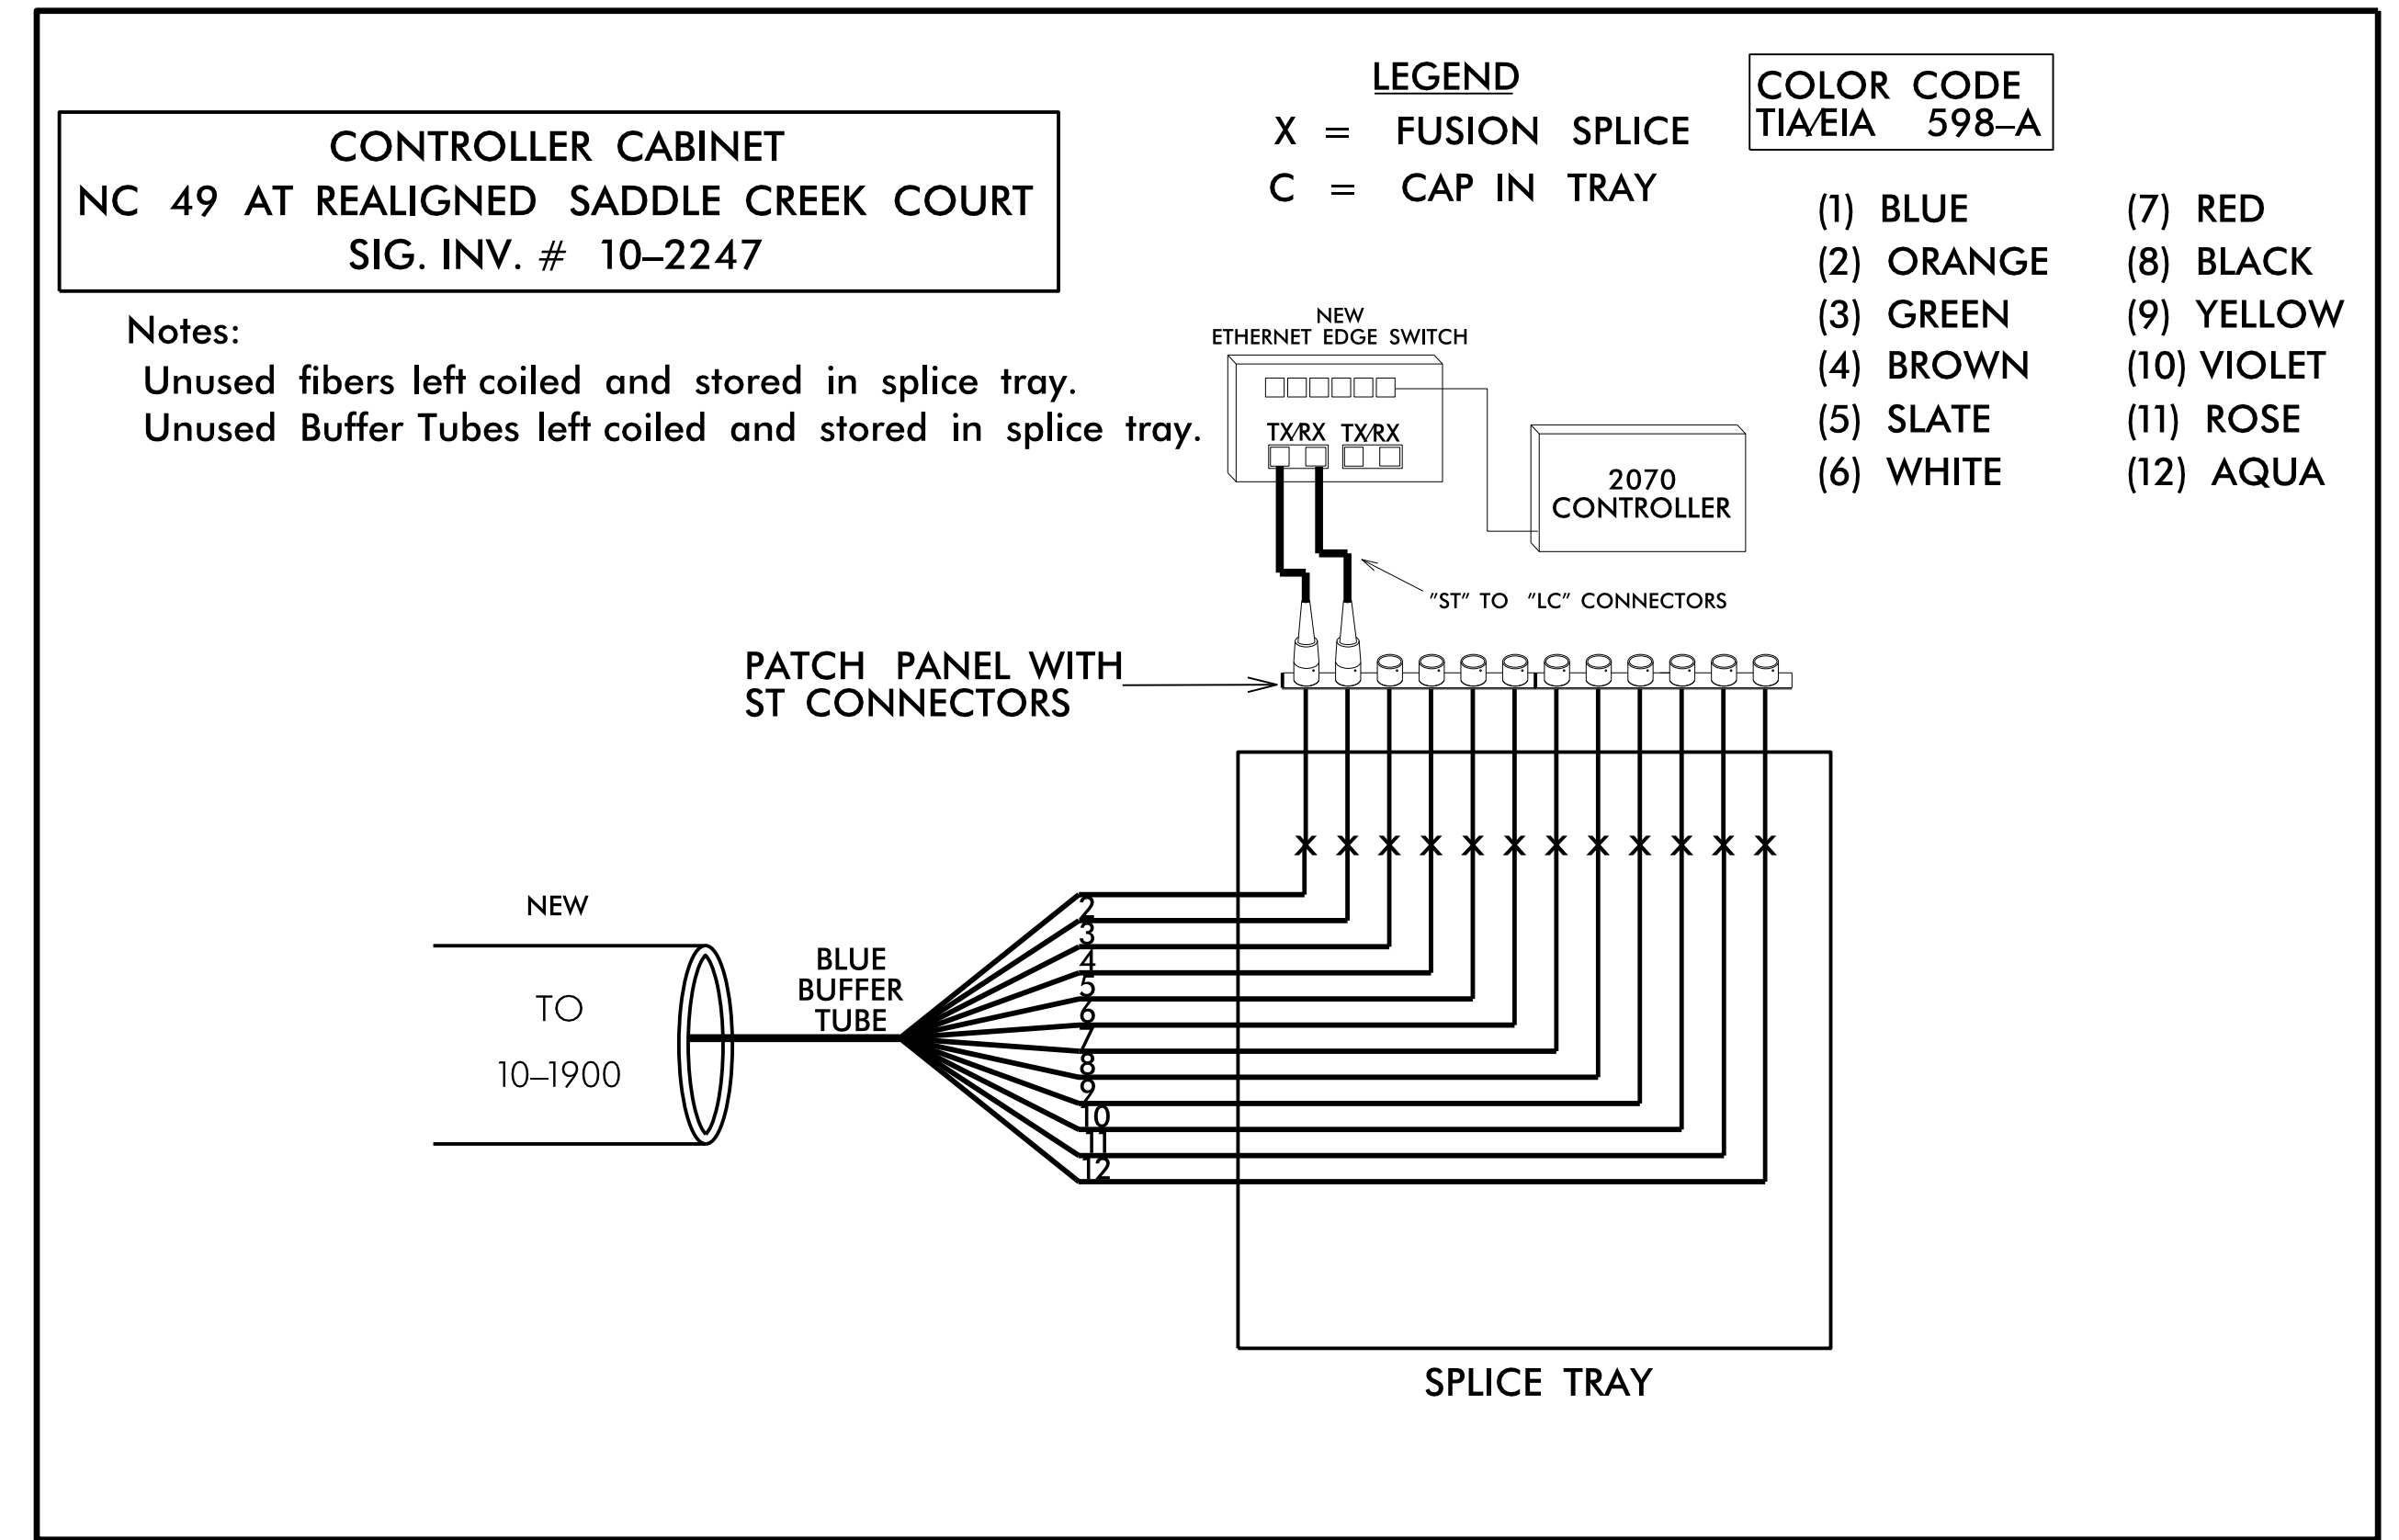 CONTROLLER CABINET
NC 49 AT REALIGNED SADDLE CREEK COURT
SIG. INV. # 10-2247
Notes:
Unused fibers left coiled and stored in splice tray.
Unused Buffer Tubes left coiled and stored in splice tray.
LEGEND
X = FUSION SPLICE
C = CAP IN TRAY
COLOR CODE
TIA/EIA 598-A
(1) BLUE
(2) ORANGE
(3) GREEN
(4) BROWN
(5) SLATE
(6) WHITE
(7) RED
(8) BLACK
(9) YELLOW
(10) VIOLET
(11) ROSE
(12) AQUA
NEW
ETHERNET EDGE SWITCH
TX/RX TX/RX
2070
CONTROLLER
"ST" TO "LC" CONNECTORS
PATCH PANEL WITH
ST CONNECTORS
X X X X X X X X X X X X
NEW
TO
10-1900
BLUE
BUFFER
TUBE
2
3
4
5
6
7
8
9
10
11
12
SPLICE TRAY